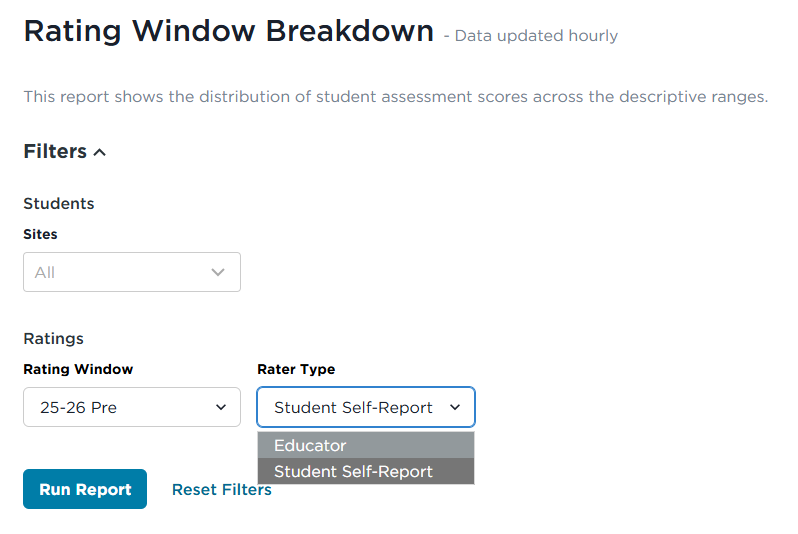 Rating Window Breakdown - Data updated hourly
This report shows the distribution of student assessment scores across the descriptive ranges.
Filters
Students
Sites
All
Ratings
Rating Window Rater Type
25-26 Pre Student Self-Report
Educator
Student Self-Report
Run Report Reset Filters